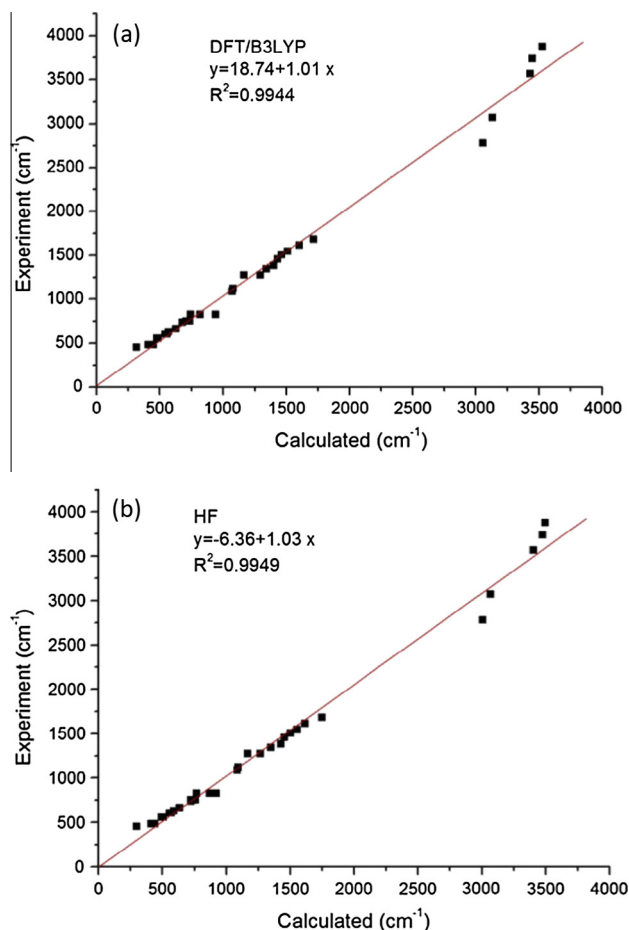 (a)
DFT/B3LYP
y=18.74+1.01 x
R²=0.9944
4000
3500
3000
2500
2000
1500
1000
500
0
Experiment (cm⁻¹)
0 500 1000 1500 2000 2500 3000 3500 4000
Calculated (cm⁻¹)
(b)
HF
y=-6.36+1.03 x
R²=0.9949
4000
3500
3000
2500
2000
1500
1000
500
0
Experiment (cm⁻¹)
0 500 1000 1500 2000 2500 3000 3500 4000
Calculated (cm⁻¹)